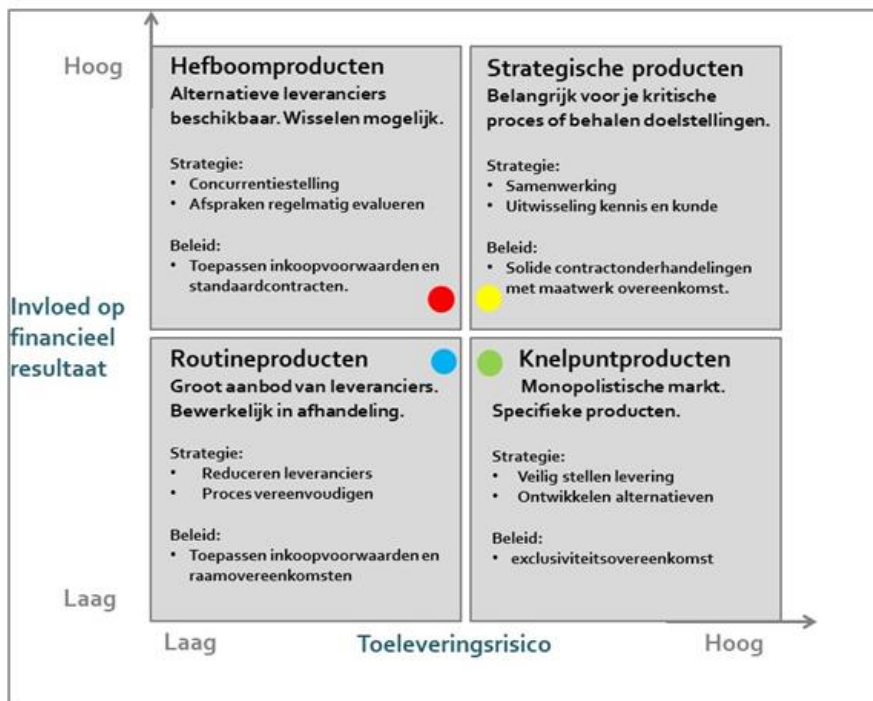 Hoog
Hefboomproducten
Alternatieve leveranciers
beschikbaar. Wisselen mogelijk.
Strategie:
• Concurrentiestelling
• Afspraken regelmatig evalueren
Beleid:
• Toepassen inkoopvoorwaarden en
standaardcontracten.
Strategische producten
Belangrijk voor je kritische
proces of behalen doelstellingen.
Strategie:
• Samenwerking
• Uitwisseling kennis en kunde
Beleid:
• Solide contractonderhandelingen
met maatwerk overeenkomst.
Invloed op
financieel
resultaat
Routineproducten
Groot aanbod van leveranciers.
Bewerkelijk in afhandeling.
Strategie:
• Reduceren leveranciers
• Proces vereenvoudigen
Beleid:
• Toepassen inkoopvoorwaarden en
raamovereenkomsten
Knelpuntproducten
Monopolistische markt.
Specifieke producten.
Strategie:
• Veilig stellen levering
• Ontwikkelen alternatieven
Beleid:
• exclusiviteitsovereenkomst
Laag
Laag
Toeleveringsrisico
Hoog